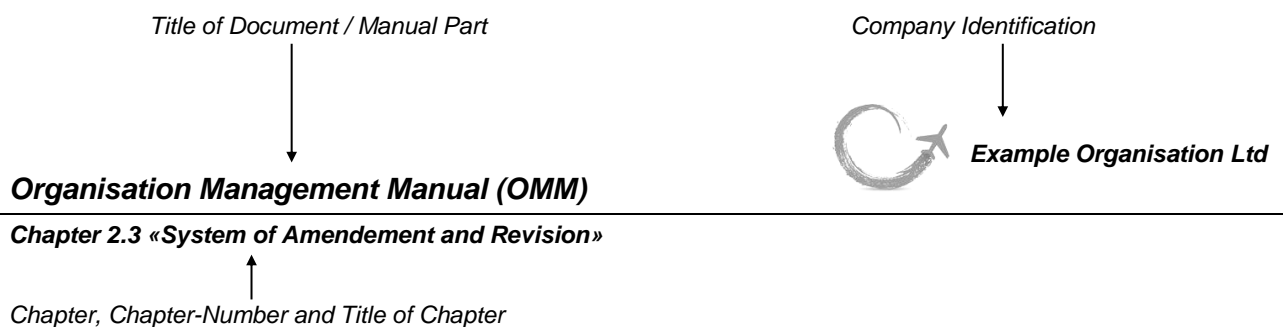 Title of Document / Manual Part
Company Identification
Example Organisation Ltd
Organisation Management Manual (OMM)
Chapter 2.3 «System of Amendement and Revision»
Chapter, Chapter-Number and Title of Chapter